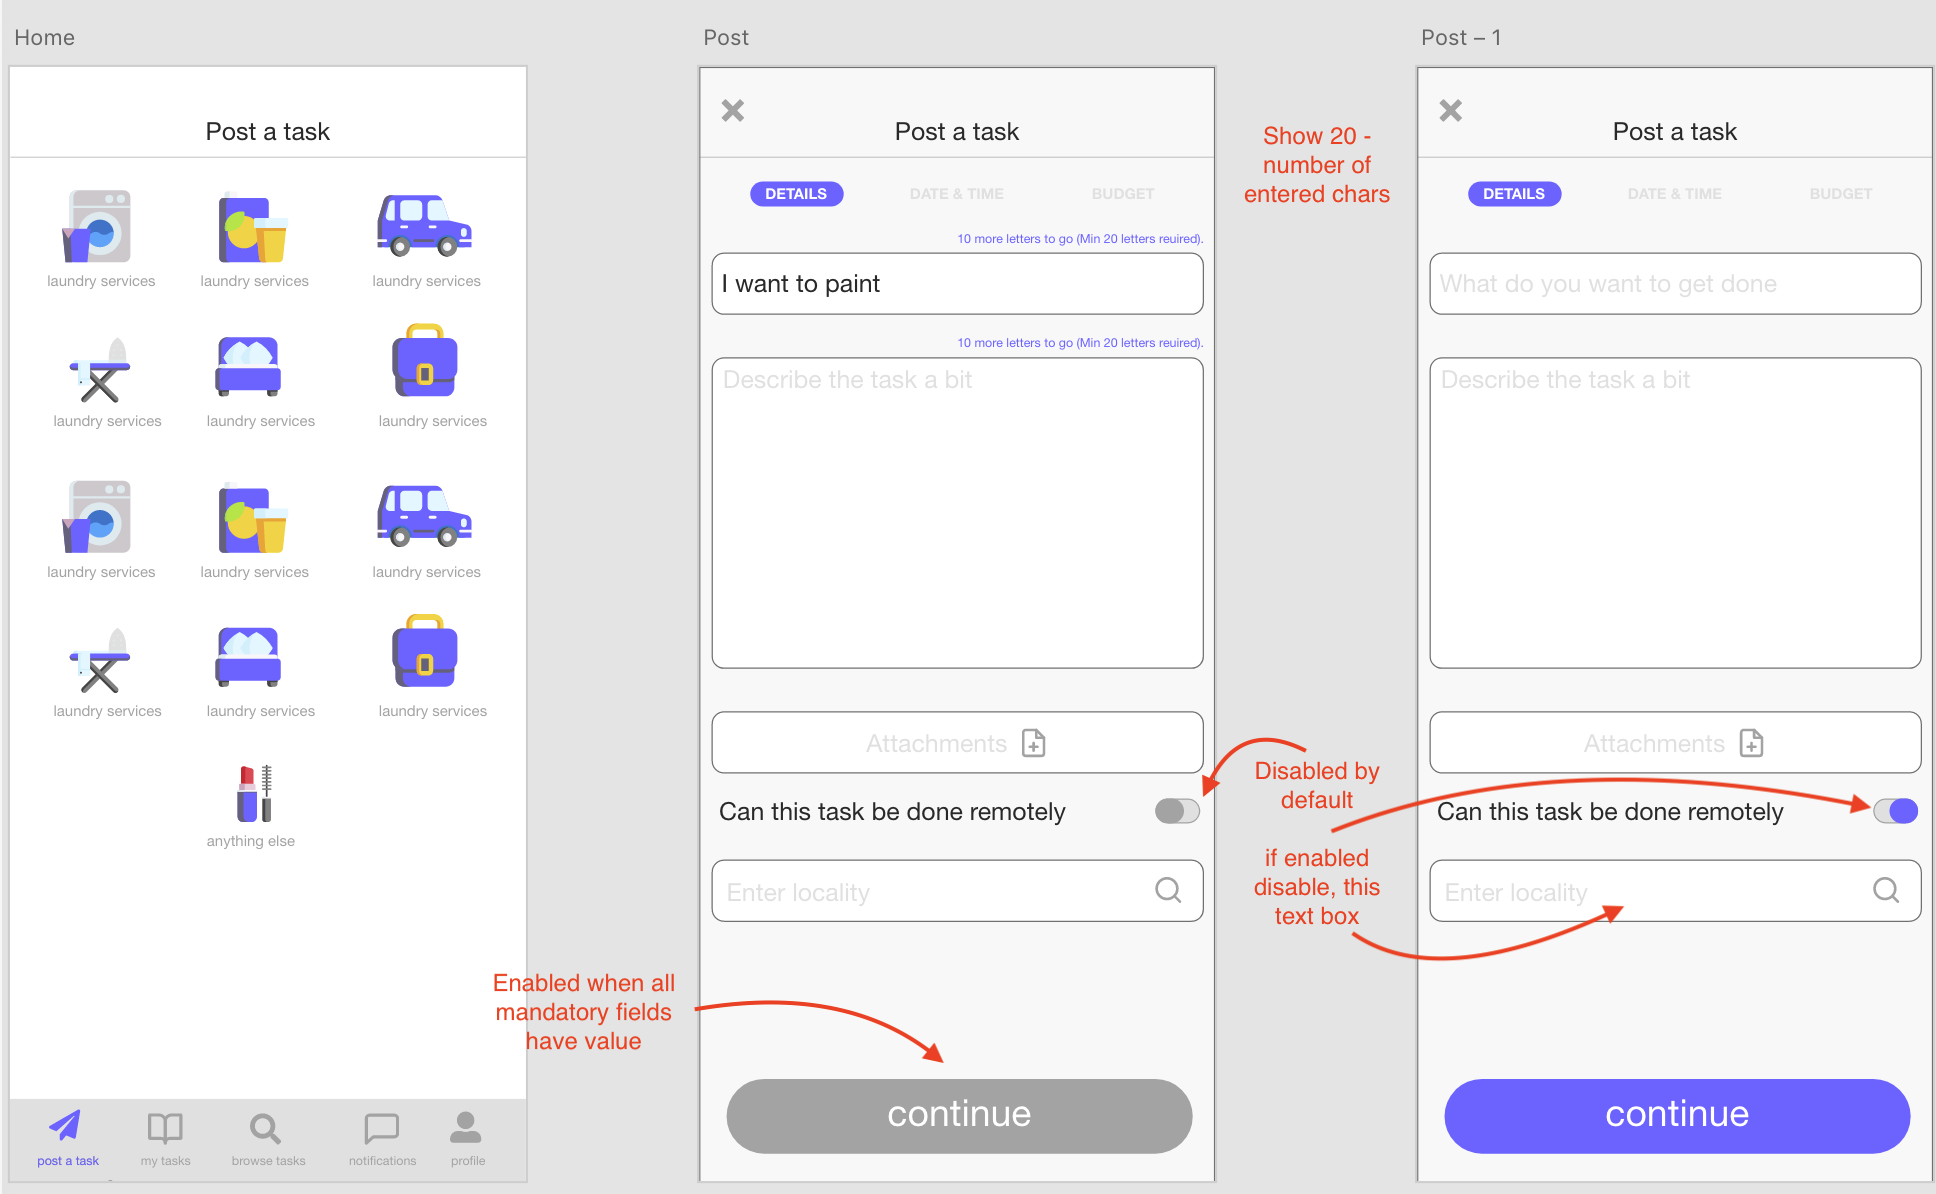 Home
Post a task
laundry services laundry services laundry services
laundry services laundry services laundry services
laundry services laundry services laundry services
laundry services laundry services laundry services
anything else
post a task my tasks browse tasks notifications profile
Enabled when all
mandatory fields
have value
Post
Post a task
DETAILS DATE & TIME BUDGET
10 more letters to go (Min 20 letters reuired).
I want to paint
10 more letters to go (Min 20 letters reuired).
Describe the task a bit
Attachments
Can this task be done remotely
Enter locality
continue
Show 20 -
number of
entered chars
Disabled by
default
if enabled
disable, this
text box
Post – 1
Post a task
DETAILS DATE & TIME BUDGET
What do you want to get done
Describe the task a bit
Attachments
Can this task be done remotely
Enter locality
continue